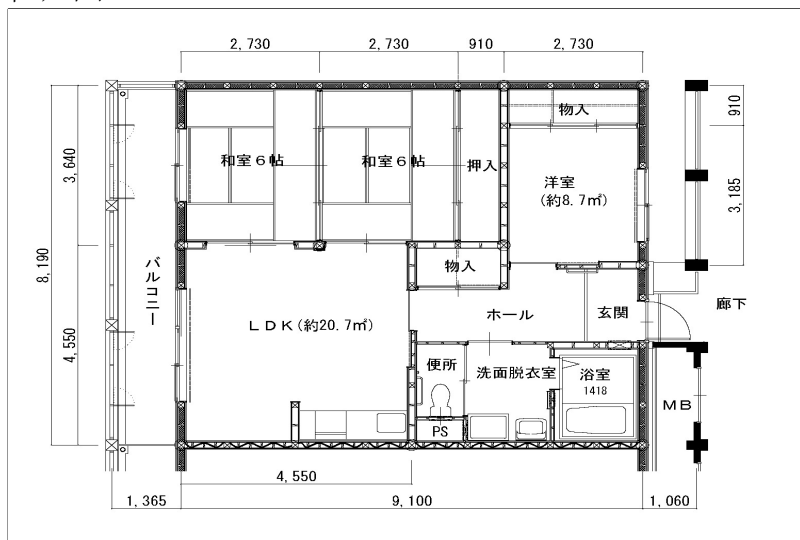 2,730
2,730
910
2,730
8,190
3,640
4,550
910
3,185
物入
和室6帖
和室6帖
押入
洋室
(約8.7㎡)
バルコニー
物入
LDK(約20.7㎡)
ホール
玄関
廊下
便所
洗面脱衣室
浴室
1418
MB
PS
4,550
1,365
9,100
1,060